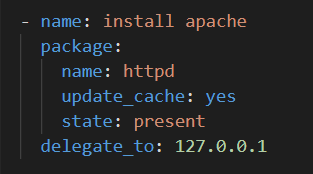 - name: install apache
  package:
    name: httpd
    update_cache: yes
    state: present
  delegate_to: 127.0.0.1